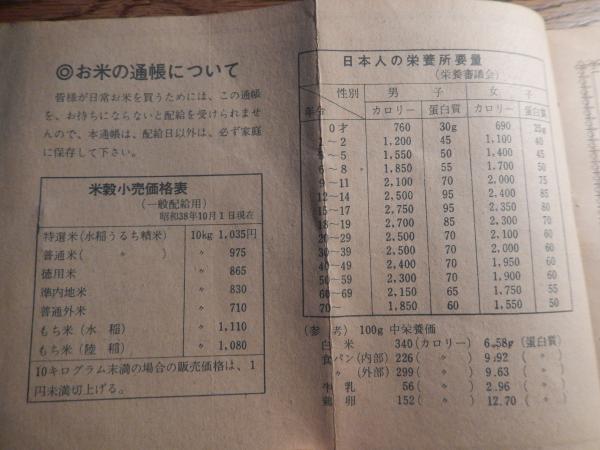 ◎お米の通帳について
皆様が日常お米を買うためには、この通帳
を、お持ちにならないと配給を受けられませ
んので、本通帳は、配給日以外は、必ず家庭
に保存して下さい。
米穀小売価格表
(一般配給用)
昭和38年10月1日現在
特選米(水稲うるち精米) 10kg 1,035円
普通米( 〃 ) 〃 975
徳用米 〃 865
準内地米 〃 830
普通外米 〃 710
もち米(水 稲) 〃 1,110
もち米(陸 稲) 〃 1,080
10キログラム未満の場合の販売価格は、1
円未満切上げる。
日本人の栄養所要量
(栄養審議会)
性別 男 子 女 子
年令 カロリー 蛋白質 カロリー 蛋白質
0才 760 30g 690 25g
1~2 1,200 45 1,100 40
3~5 1,550 50 1,400 45
6~8 1,850 55 1,700 50
9~11 2,100 70 2,000 75
12~14 2,500 95 2,400 85
15~17 2,750 95 2,350 80
18~19 2,700 85 2,300 70
20~29 2,500 70 2,100 60
30~39 2,500 70 2,000 60
40~49 2,400 70 1,950 60
50~59 2,300 70 1,900 60
60~69 2,150 65 1,750 55
70~ 1,850 60 1,550 50
(参 考) 100g 中栄養価
白 米 340(カロリー) 6.58g (蛋白質)
食パン(内部) 226( 〃 ) 9.92 ( 〃 )
〃 (外部) 299( 〃 ) 9.63 ( 〃 )
牛 乳 56( 〃 ) 2.96 ( 〃 )
鶏 卵 152( 〃 ) 12.70 ( 〃 )